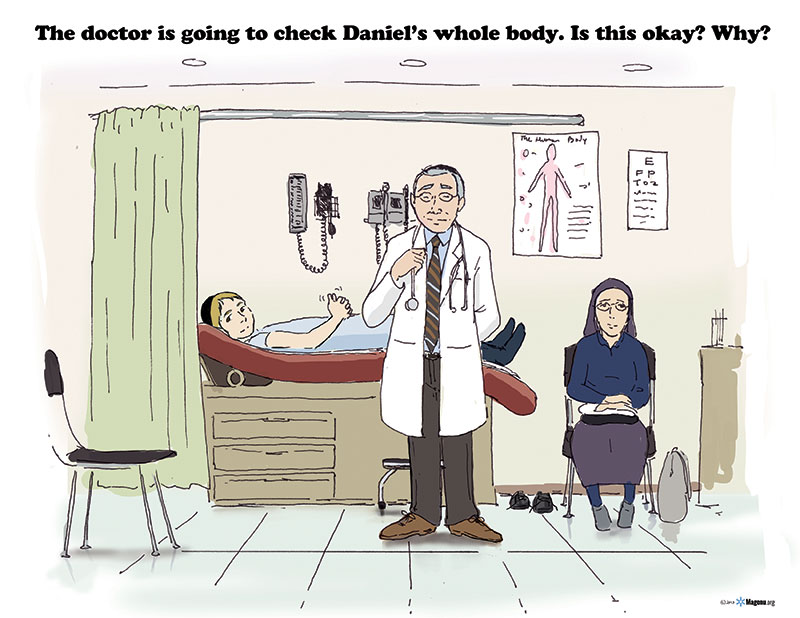 The doctor is going to check Daniel's whole body. Is this okay? Why?
The Human Body
E
F P
T O Z
Magenu.org